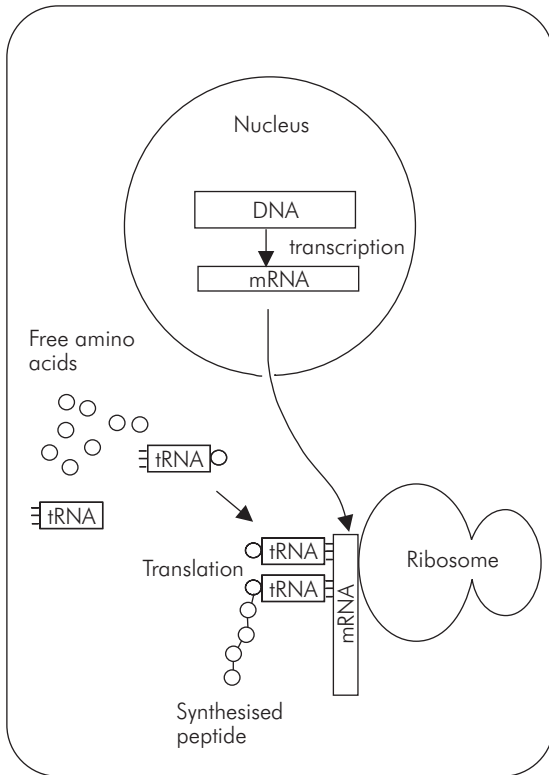 Nucleus
DNA
transcription
mRNA
Free amino
acids
tRNA
tRNA
tRNA
Translation
tRNA
mRNA
Ribosome
Synthesised
peptide